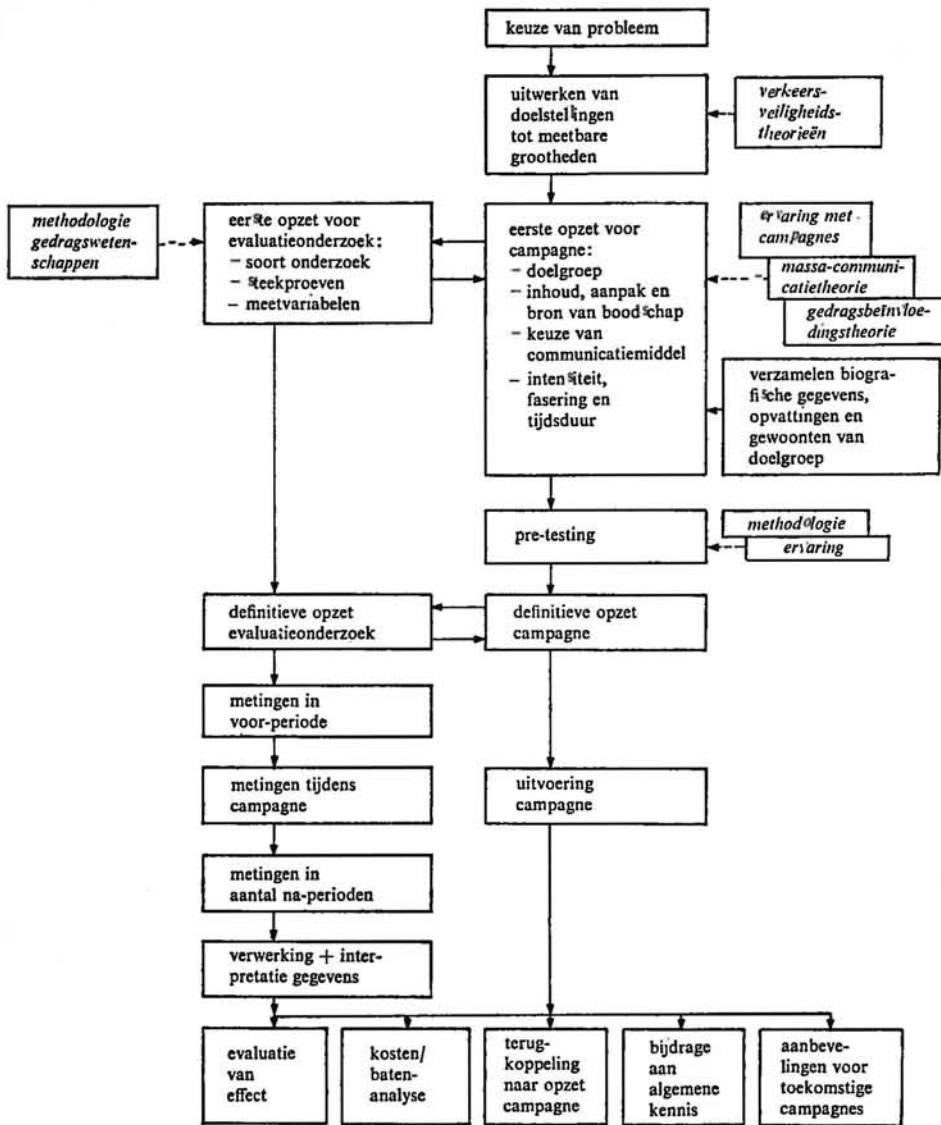 keuze van probleem
uitwerken van
doelstellingen
tot meetbare
grootheden
verkeers-
veiligheids-
theorieën
methodologie
gedragsweten-
schappen
eerste opzet voor
evaluatieonderzoek:
— soort onderzoek
— steekproeven
— meetvariabelen
eerste opzet voor
campagne:
— doelgroep
— inhoud, aanpak en
bron van boodschap
— keuze van
communicatiemiddel
— intensiteit,
fasering en
tijdsduur
ervaring met
campagnes
massa-communi-
catietheorie
gedragsbeïnvloe-
dingstheorie
verzamelen biogra-
fische gegevens,
opvattingen en
gewoonten van
doelgroep
pre-testing
methodologie
ervaring
definitieve opzet
evaluatieonderzoek
definitieve opzet
campagne
metingen in
voor-periode
metingen tijdens
campagne
uitvoering
campagne
metingen in
aantal na-perioden
verwerking + inter-
pretatie gegevens
evaluatie
van
effect
kosten/
baten-
analyse
terug-
koppeling
naar opzet
campagne
bijdrage
aan
algemene
kennis
aanbeve-
lingen voor
toekomstige
campagnes